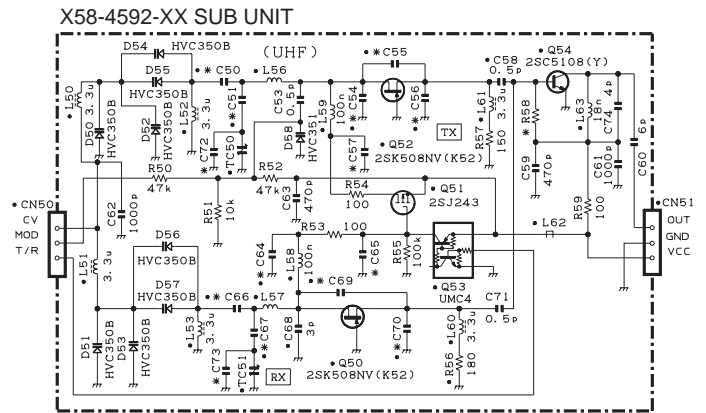 X58-4592-XX SUB UNIT
(UHF)
D54 HVC350B
D55
HVC350B
D50
HVC350B
D52
HVC350B
L50
3.3u
L52
3.3u
*C50
*C51
*C72
TC50
L56
C53
0.5p
D58
HVC351
L59
100n
*C54
*C57
*C55
*C56
Q52
2SK508NV(K52)
TX
C58
0.5p
L61
3.3u
R57
150
Q54
2SC5108(Y)
*R58
C59
470p
L63
18n
C74
4p
C61
1000p
C60
6p
R59
100
CN50
CV
MOD
T/R
R50
47k
C62
1000p
R51
10k
R52
47k
C63
470p
R54
100
Q51
2SJ243
R53
100
*C64
L58
100n
*C65
R55
100k
Q53
UMC4
L62
CN51
OUT
GND
VCC
L51
3.3u
D56
HVC350B
D57
HVC350B
D51
HVC350B
D53
HVC350B
L53
3.3u
*C66
*C67
*C73
TC51
L57
C68
3p
*C69
RX
Q50
2SK508NV(K52)
*C70
L60
3.3u
R56
180
C71
0.5p